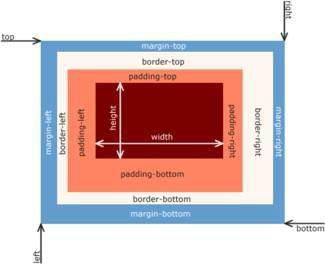 right
top
margin-top
border-top
padding-top
margin-left
border-left
padding-left
height
width
padding-right
border-right
margin-right
padding-bottom
border-bottom
margin-bottom
left
bottom